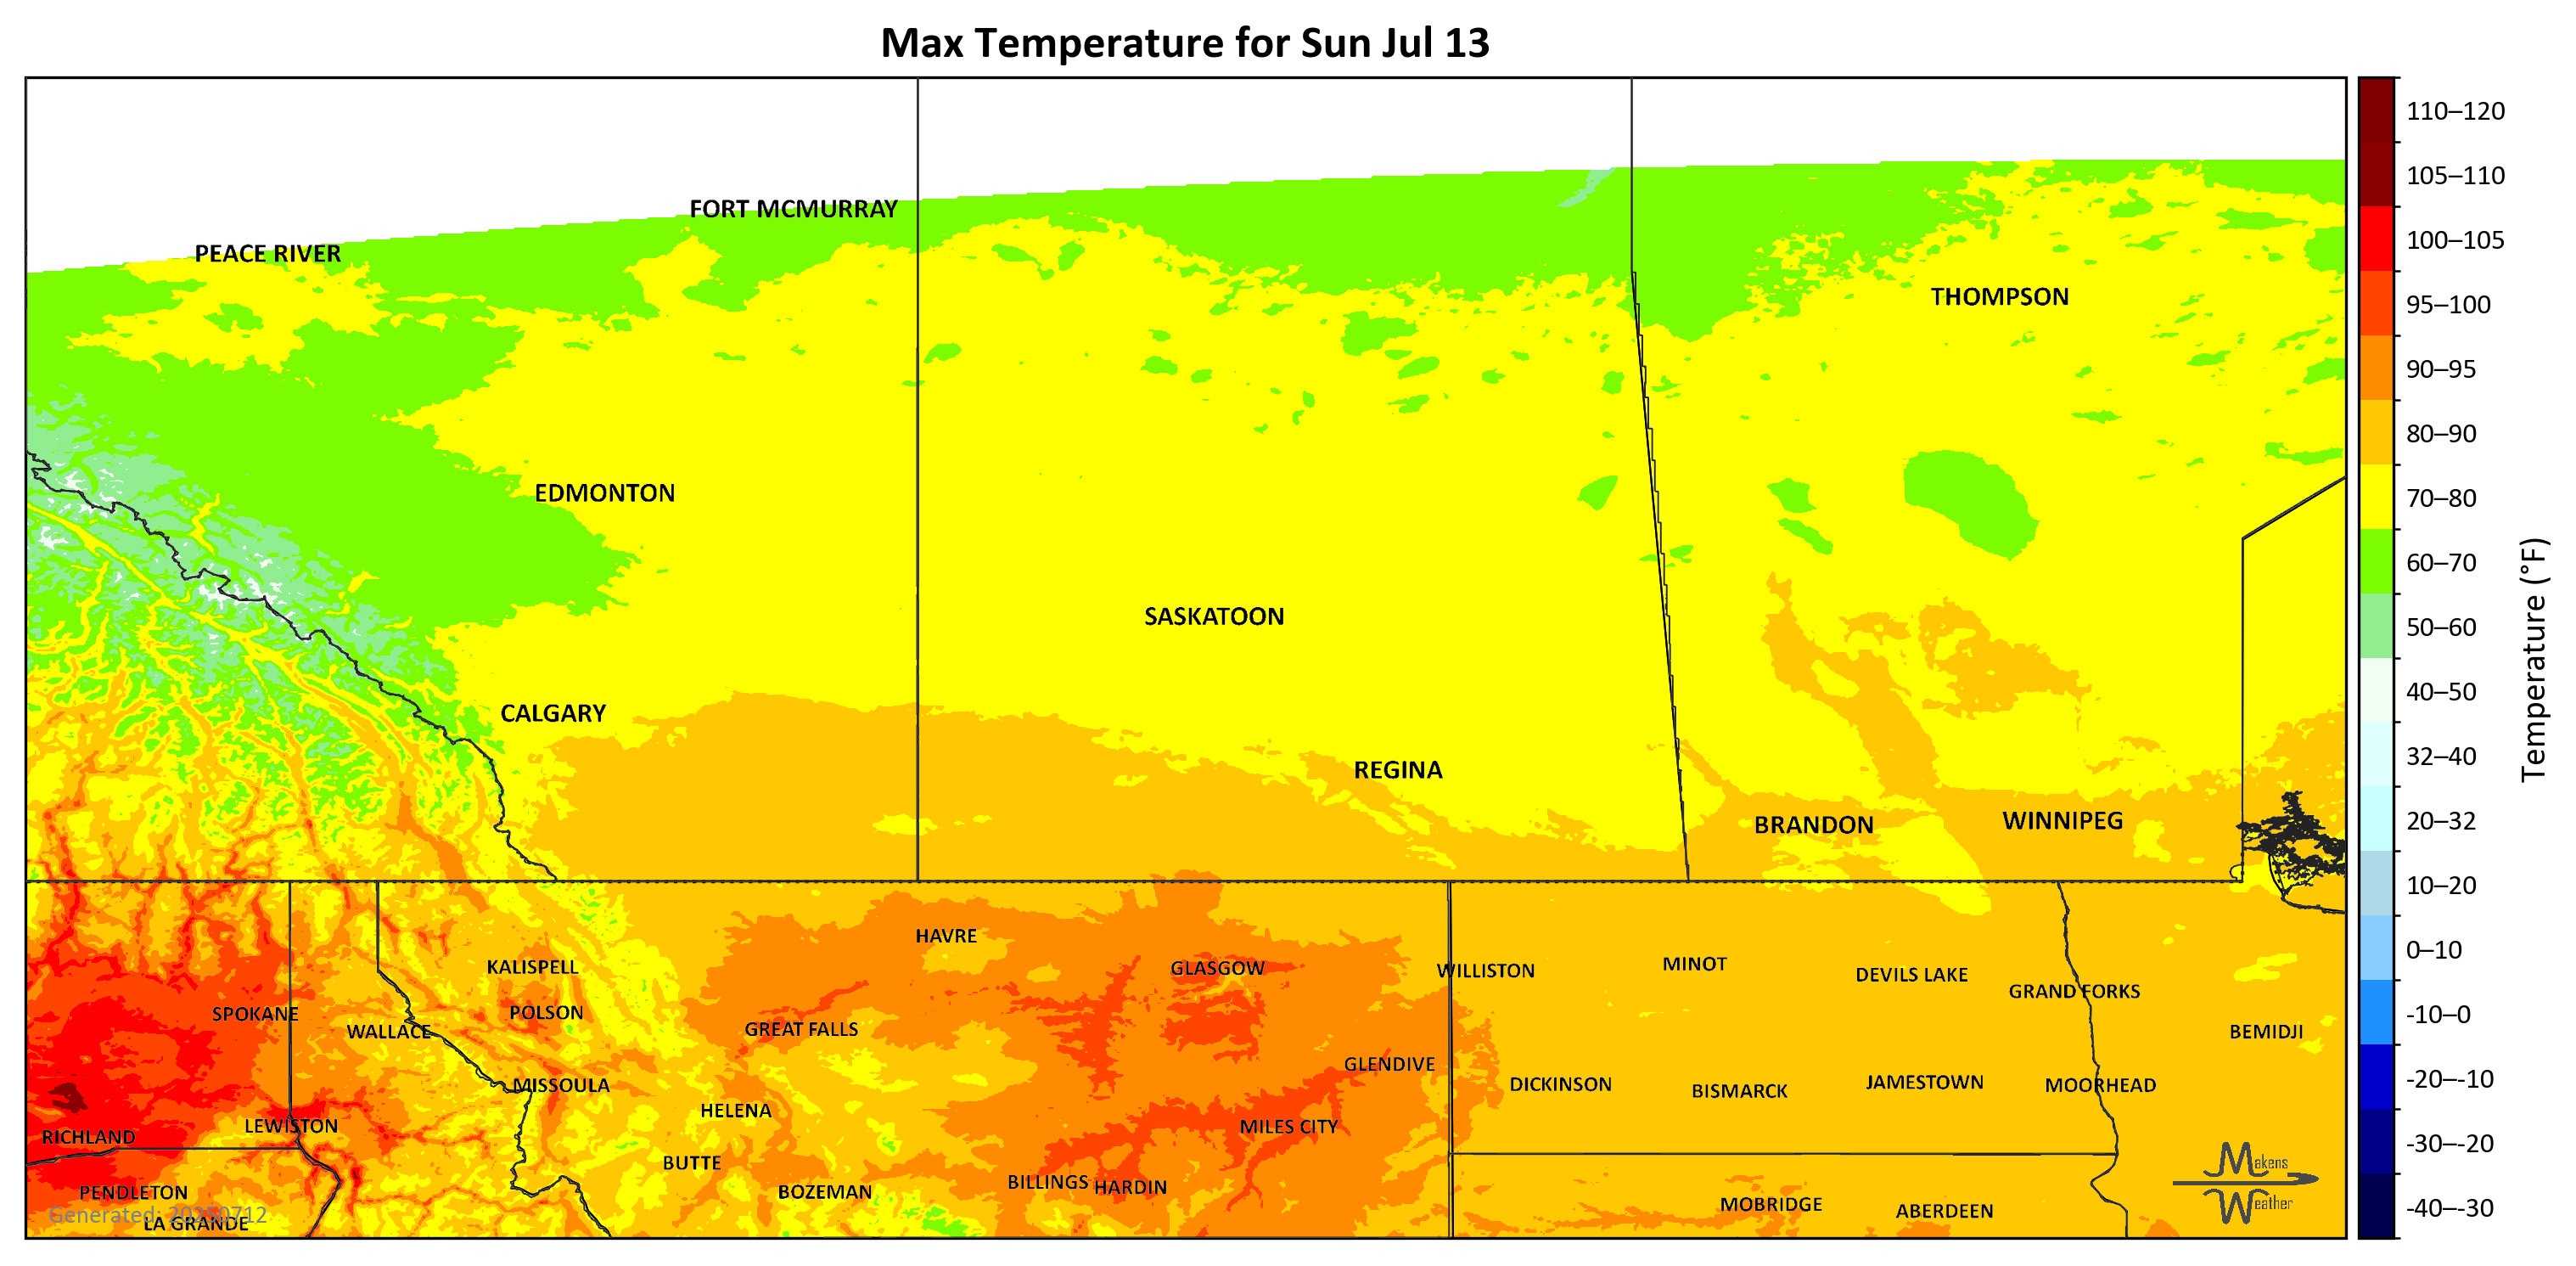 Max Temperature for Sun Jul 13
110–120
105–110
100–105
95–100
90–95
80–90
70–80
60–70
50–60
40–50
32–40
20–32
10–20
0–10
-10–0
-20–-10
-30–-20
-40–-30
Temperature (°F)
FORT MCMURRAY
PEACE RIVER
THOMPSON
EDMONTON
SASKATOON
CALGARY
REGINA
BRANDON
WINNIPEG
HAVRE
KALISPELL
GLASGOW
WILLISTON
MINOT
DEVILS LAKE
GRAND FORKS
SPOKANE
POLSON
WALLACE
GREAT FALLS
BEMIDJI
GLENDIVE
MISSOULA
DICKINSON
BISMARCK
JAMESTOWN
MOORHEAD
HELENA
LEWISTON
MILES CITY
RICHLAND
BUTTE
BILLINGS
HARDIN
PENDLETON
BOZEMAN
MOBRIDGE
ABERDEEN
Generated: 20250712
LA GRANDE
Makens
Weather